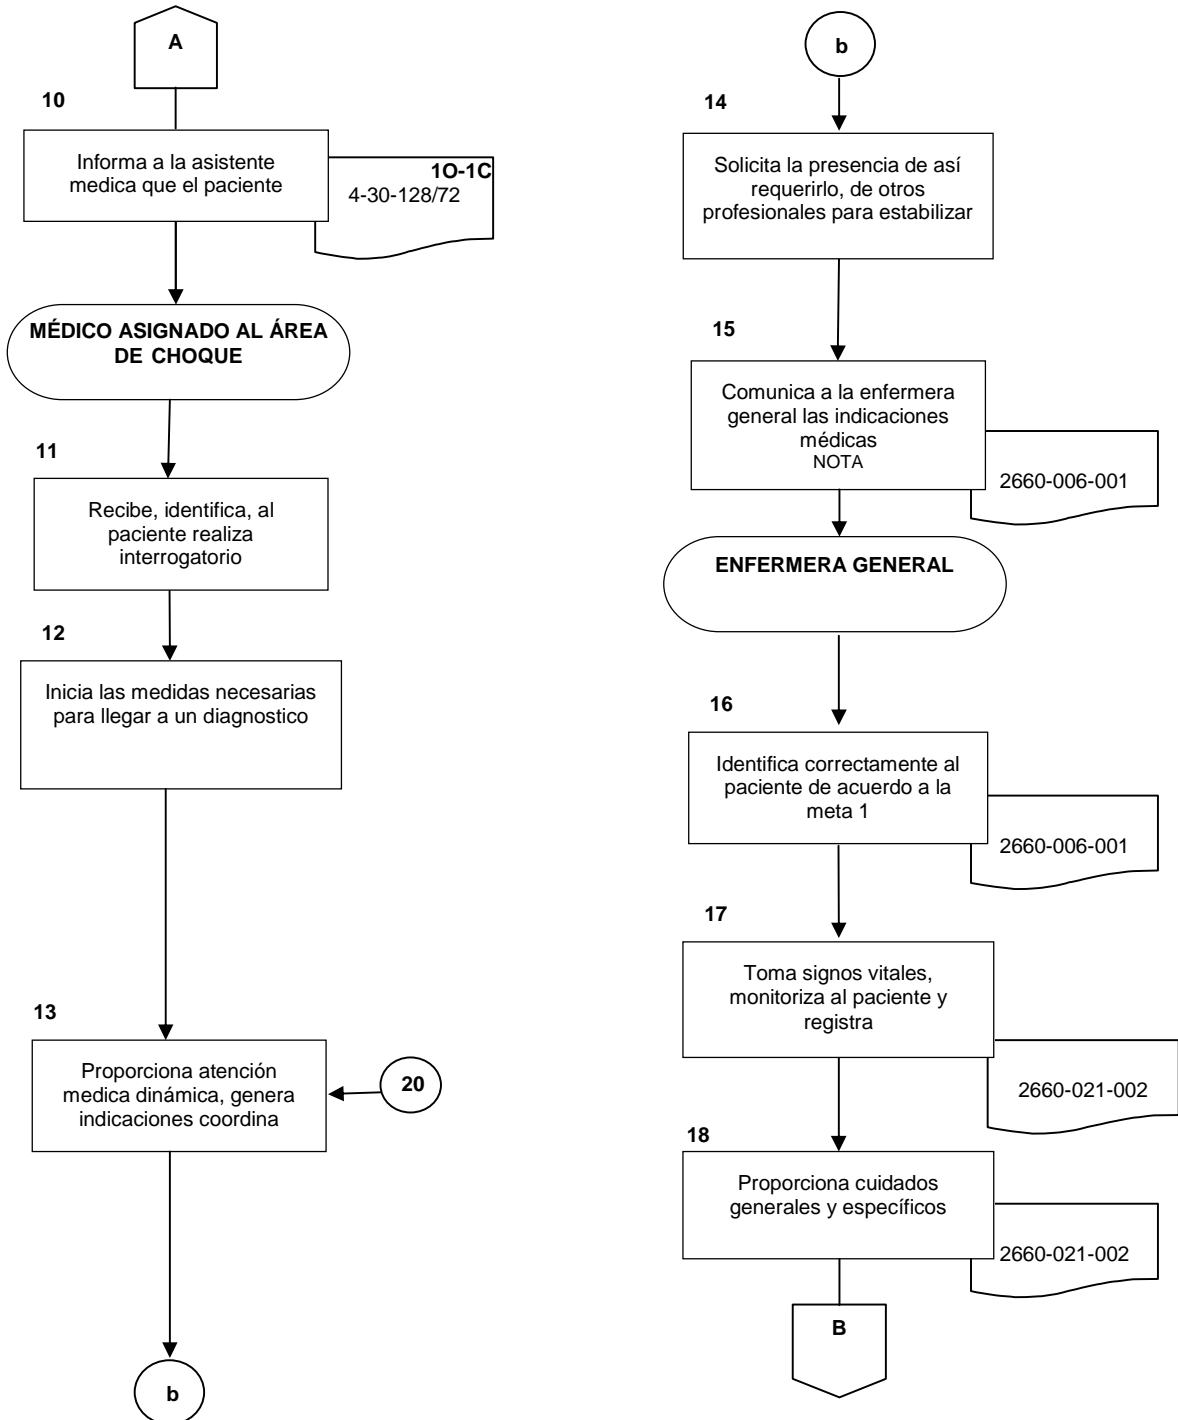 A
10
Informa a la asistente
medica que el paciente
1O-1C
4-30-128/72
MÉDICO ASIGNADO AL ÁREA
DE CHOQUE
11
Recibe, identifica, al
paciente realiza
interrogatorio
12
Inicia las medidas necesarias
para llegar a un diagnostico
13
Proporciona atención
medica dinámica, genera
indicaciones coordina
20
b
b
14
Solicita la presencia de así
requerirlo, de otros
profesionales para estabilizar
15
Comunica a la enfermera
general las indicaciones
médicas
NOTA
2660-006-001
ENFERMERA GENERAL
16
Identifica correctamente al
paciente de acuerdo a la
meta 1
2660-006-001
17
Toma signos vitales,
monitoriza al paciente y
registra
2660-021-002
18
Proporciona cuidados
generales y específicos
2660-021-002
B